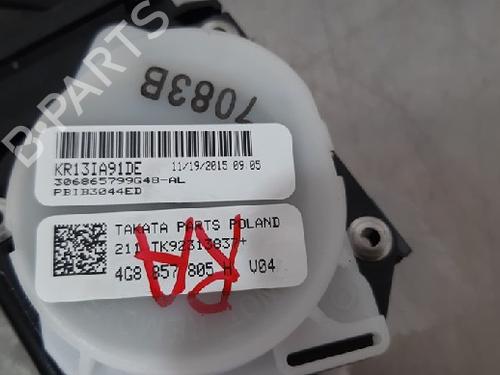 7083B
KR13IA91DE 11/19/2015 09.05
306865799G48-AL
PBIB3044ED
TAKATA PARTS POLAND
211 TK92313837+
4G8 857 805 H V04
RA
B-PARTS